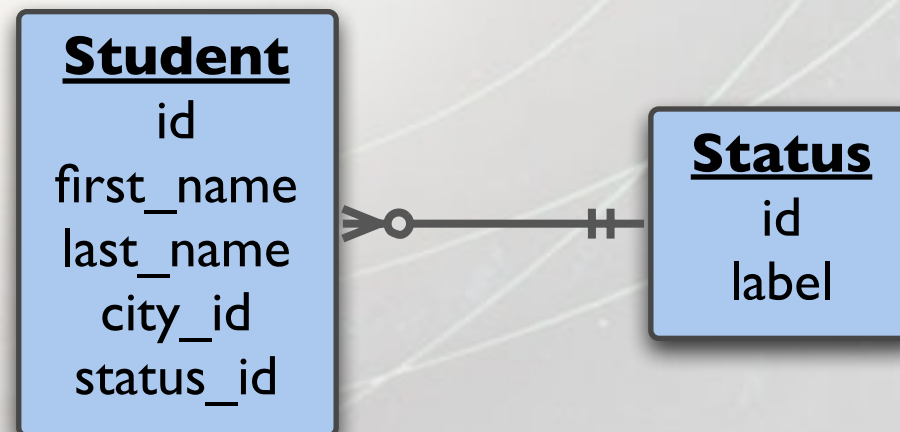 Student
id
first_name
last_name
city_id
status_id
Status
id
label